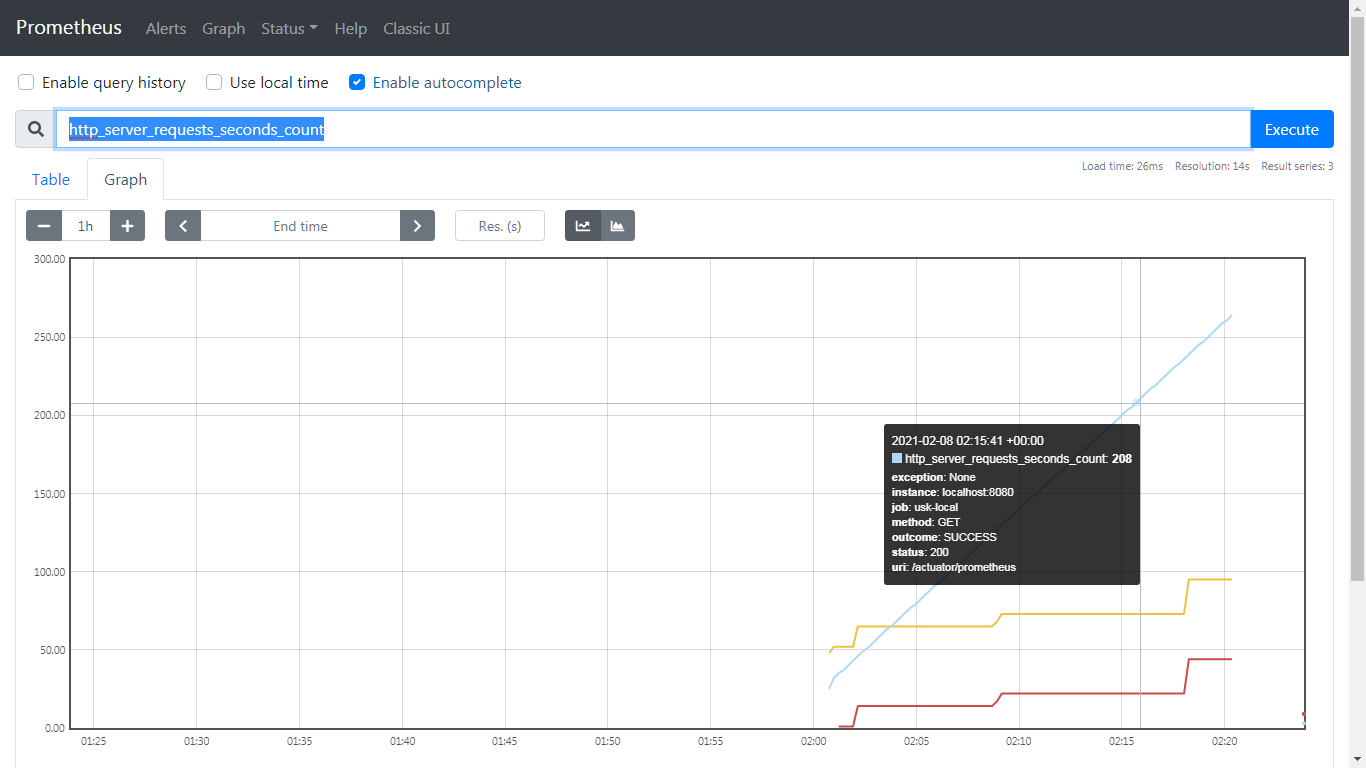 Prometheus Alerts Graph Status Help Classic UI
Enable query history Use local time Enable autocomplete
http_server_requests_seconds_count Execute
Load time: 26ms Resolution: 14s Result series: 3
Table Graph
1h End time Res. (s)
300.00
250.00
200.00
150.00
100.00
50.00
0.00
2021-02-08 02:15:41 +00:00
http_server_requests_seconds_count: 208
exception: None
instance: localhost:8080
job: usk-local
method: GET
outcome: SUCCESS
status: 200
uri: /actuator/prometheus
01:25 01:30 01:35 01:40 01:45 01:50 01:55 02:00 02:05 02:10 02:15 02:20